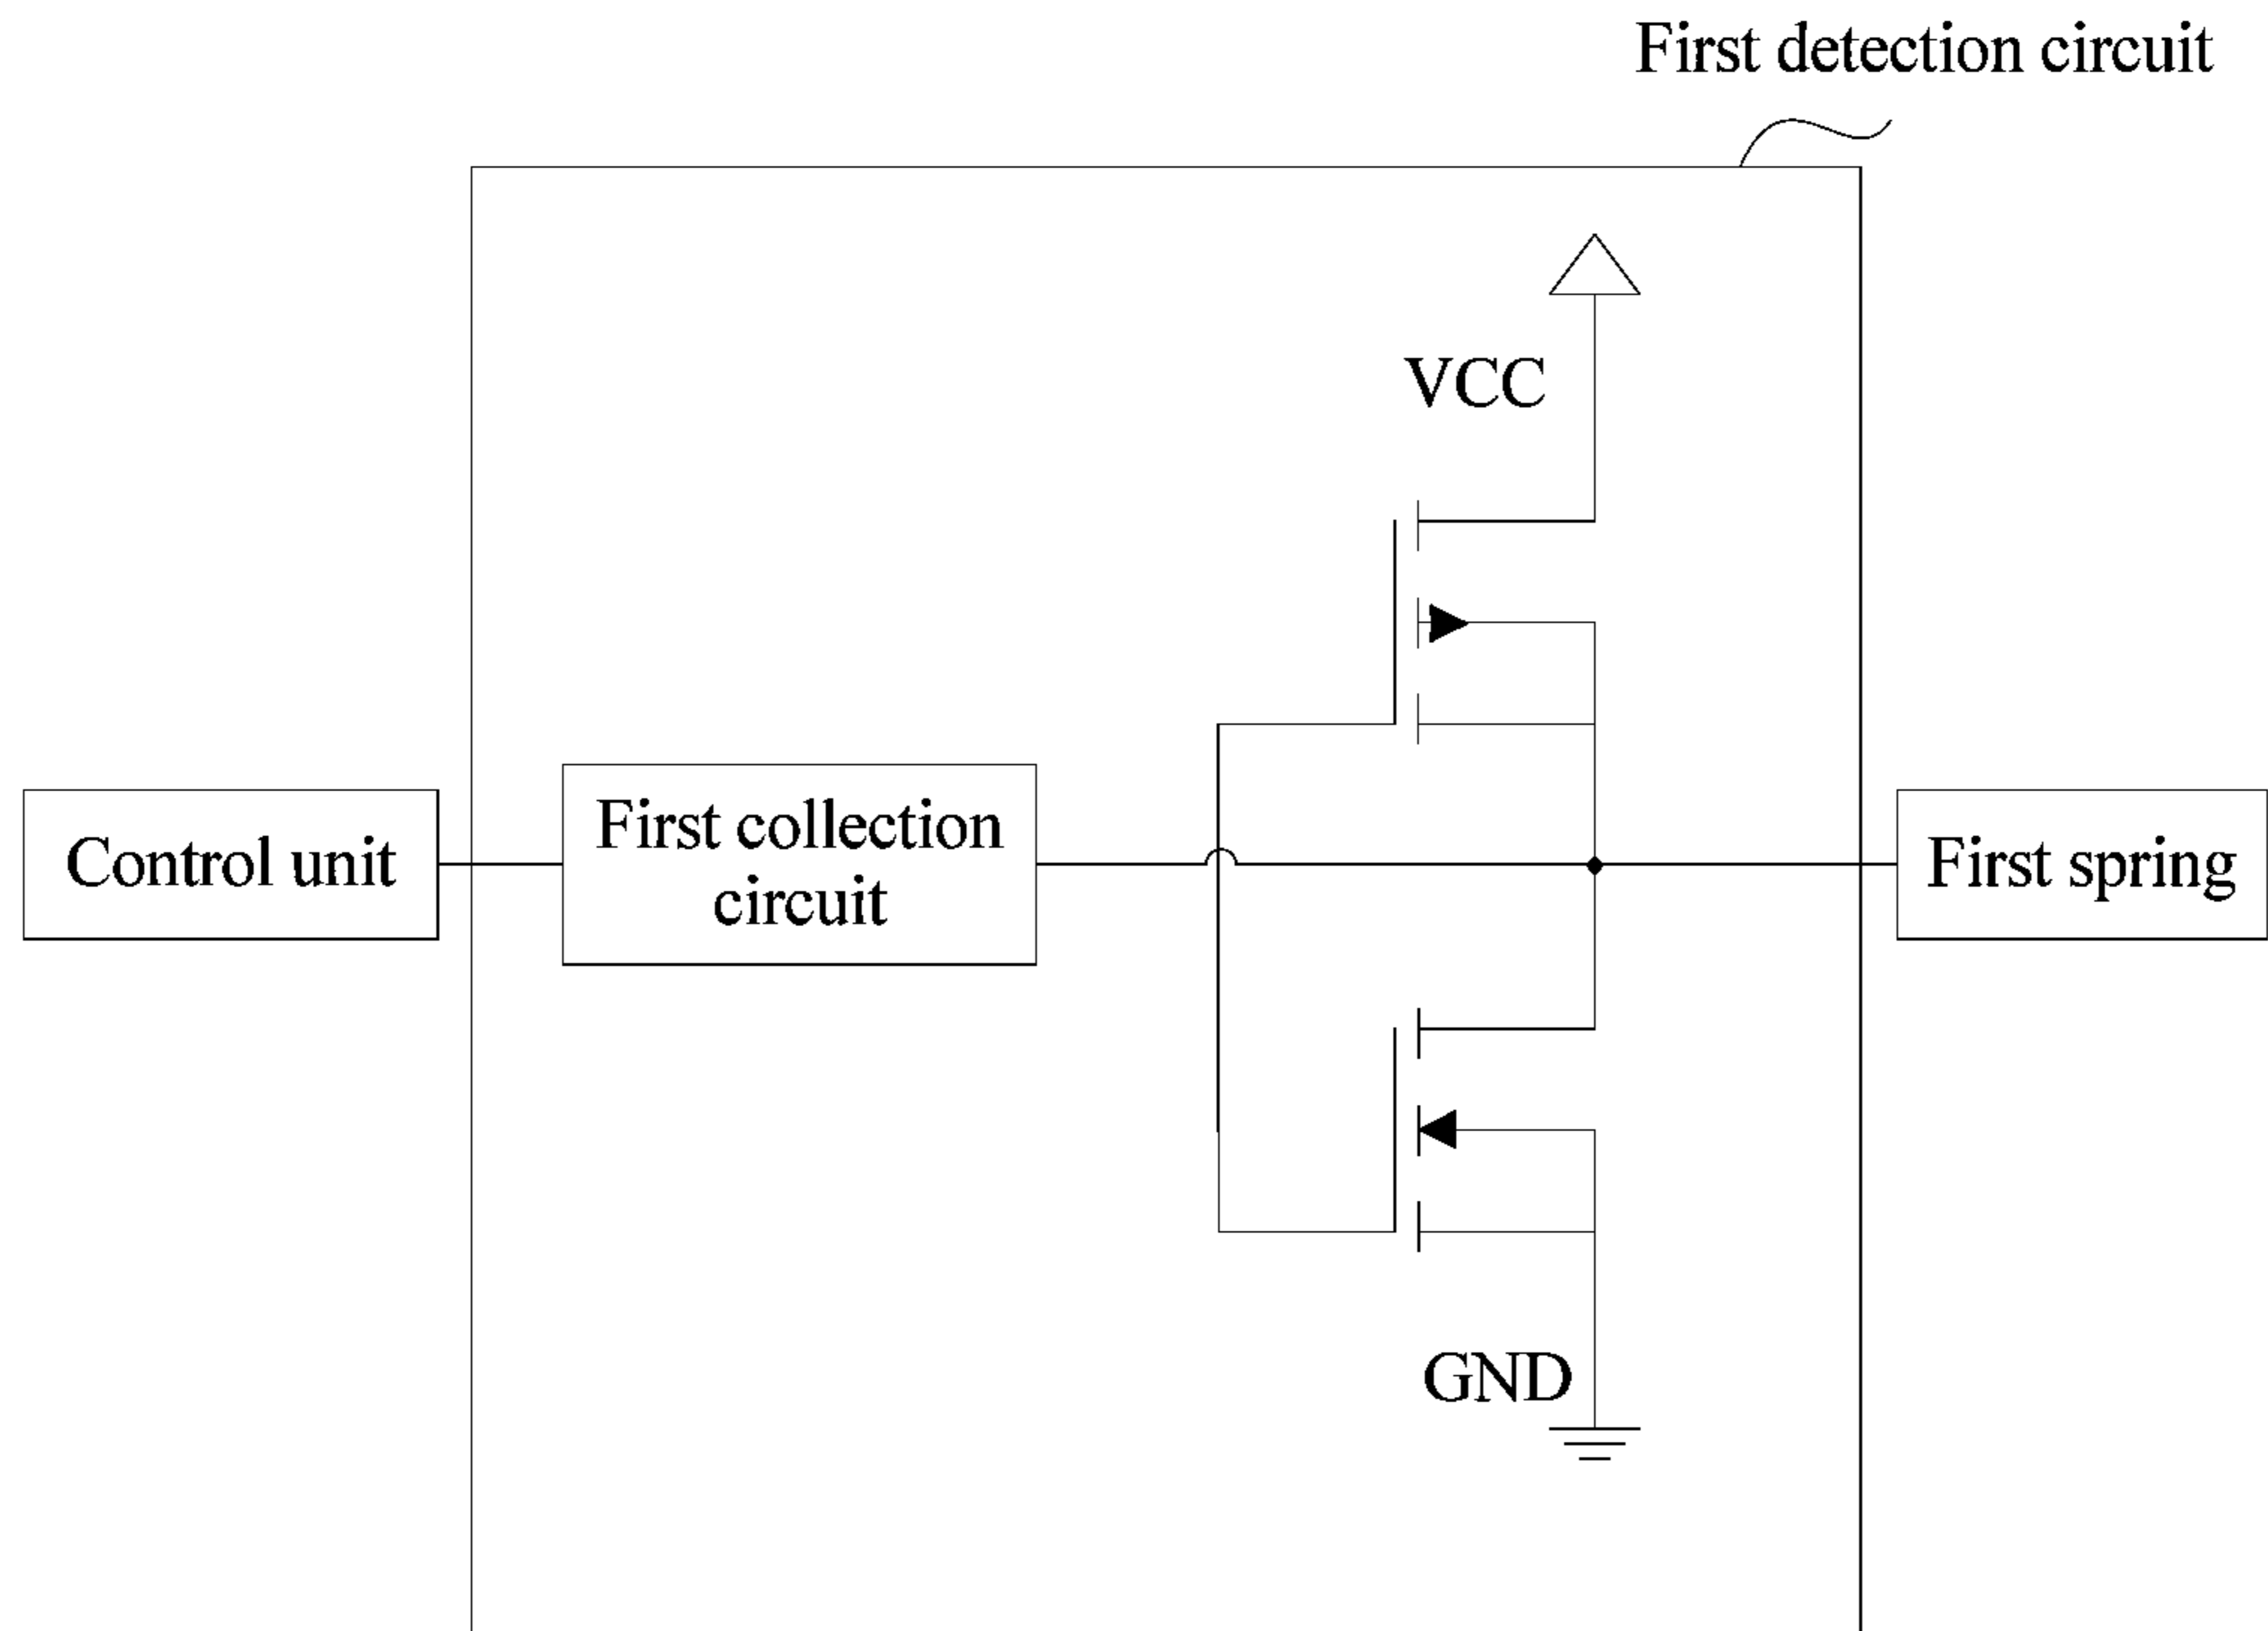 First detection circuit
VCC
Control unit
First collection
circuit
First spring
GND